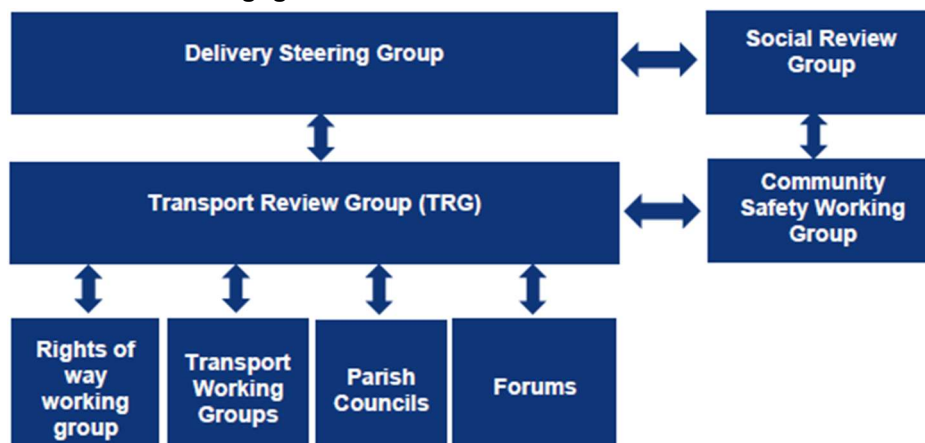 Delivery Steering Group
Social Review
Group
Transport Review Group (TRG)
Community
Safety Working
Group
Rights of
way
working
group
Transport
Working
Groups
Parish
Councils
Forums